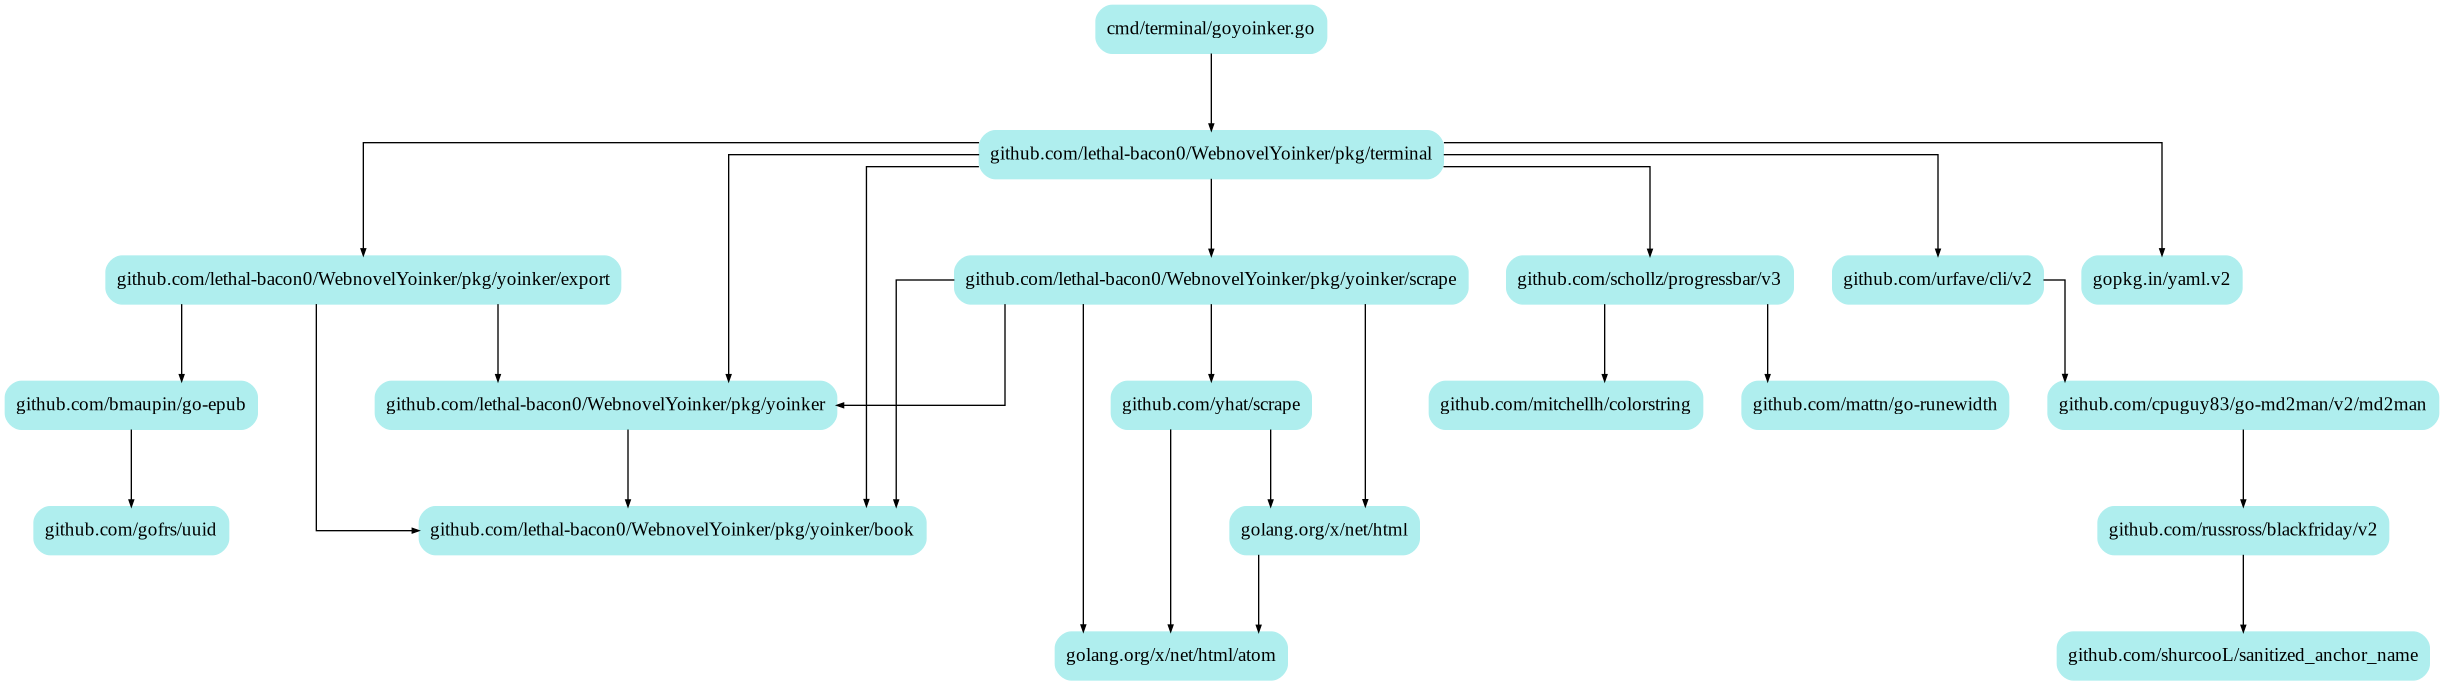 cmd/terminal/goyoinker.go
github.com/lethal-bacon0/WebnovelYoinker/pkg/terminal
github.com/lethal-bacon0/WebnovelYoinker/pkg/yoinker/export
github.com/lethal-bacon0/WebnovelYoinker/pkg/yoinker/scrape
github.com/schollz/progressbar/v3
github.com/urfave/cli/v2
gopkg.in/yaml.v2
github.com/bmaupin/go-epub
github.com/lethal-bacon0/WebnovelYoinker/pkg/yoinker
github.com/yhat/scrape
github.com/mitchellh/colorstring
github.com/mattn/go-runewidth
github.com/cpuguy83/go-md2man/v2/md2man
github.com/gofrs/uuid
github.com/lethal-bacon0/WebnovelYoinker/pkg/yoinker/book
golang.org/x/net/html
github.com/russross/blackfriday/v2
golang.org/x/net/html/atom
github.com/shurcooL/sanitized_anchor_name